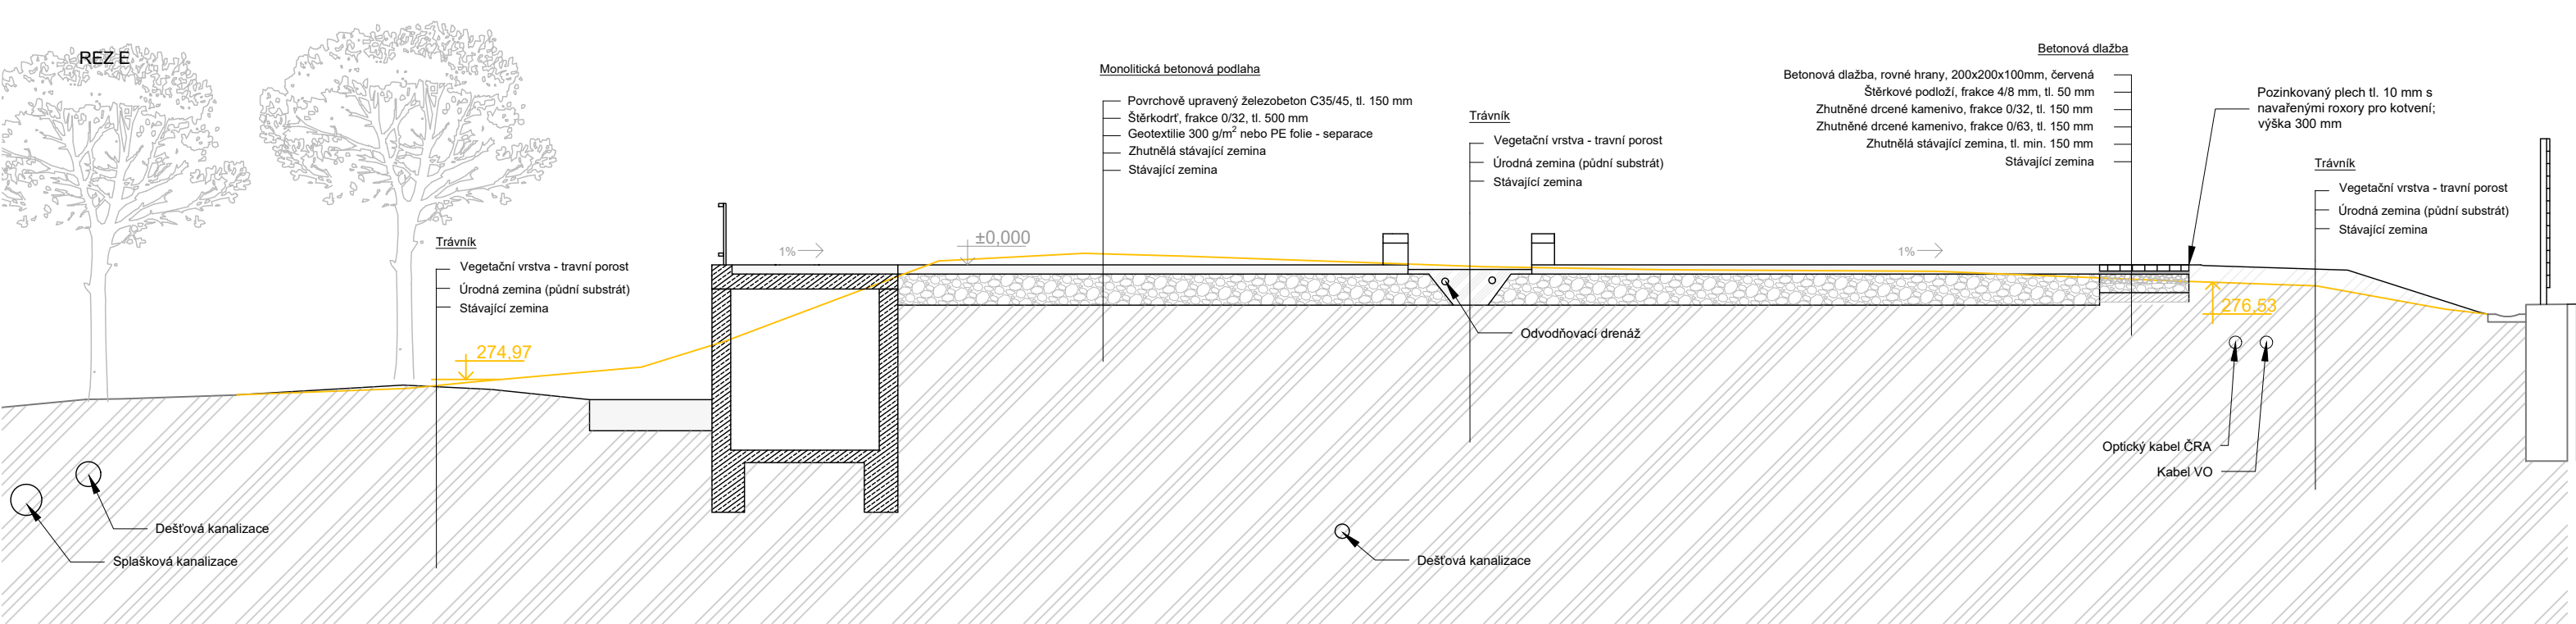 REZ E
Monolitická betonová podlaha
Povrchově upravený železobeton C35/45, tl. 150 mm
Štěrkodrť, frakce 0/32, tl. 500 mm
Geotextilie 300 g/m² nebo PE folie - separace
Zhutnělá stávající zemina
Stávající zemina
Trávník
Vegetační vrstva - travní porost
Úrodná zemina (půdní substrát)
Stávající zemina
Betonová dlažba
Betonová dlažba, rovné hrany, 200x200x100mm, červená
Štěrkové podloží, frakce 4/8 mm, tl. 50 mm
Zhutněné drcené kamenivo, frakce 0/32, tl. 150 mm
Zhutněné drcené kamenivo, frakce 0/63, tl. 150 mm
Zhutnělá stávající zemina, tl. min. 150 mm
Stávající zemina
Pozinkovaný plech tl. 10 mm s
navařenými roxory pro kotvení;
výška 300 mm
Trávník
Vegetační vrstva - travní porost
Úrodná zemina (půdní substrát)
Stávající zemina
Trávník
Vegetační vrstva - travní porost
Úrodná zemina (půdní substrát)
Stávající zemina
1%
±0,000
1%
274,97
276,53
Odvodňovací drenáž
Optický kabel ČRA
Kabel VO
Dešťová kanalizace
Splašková kanalizace
Dešťová kanalizace